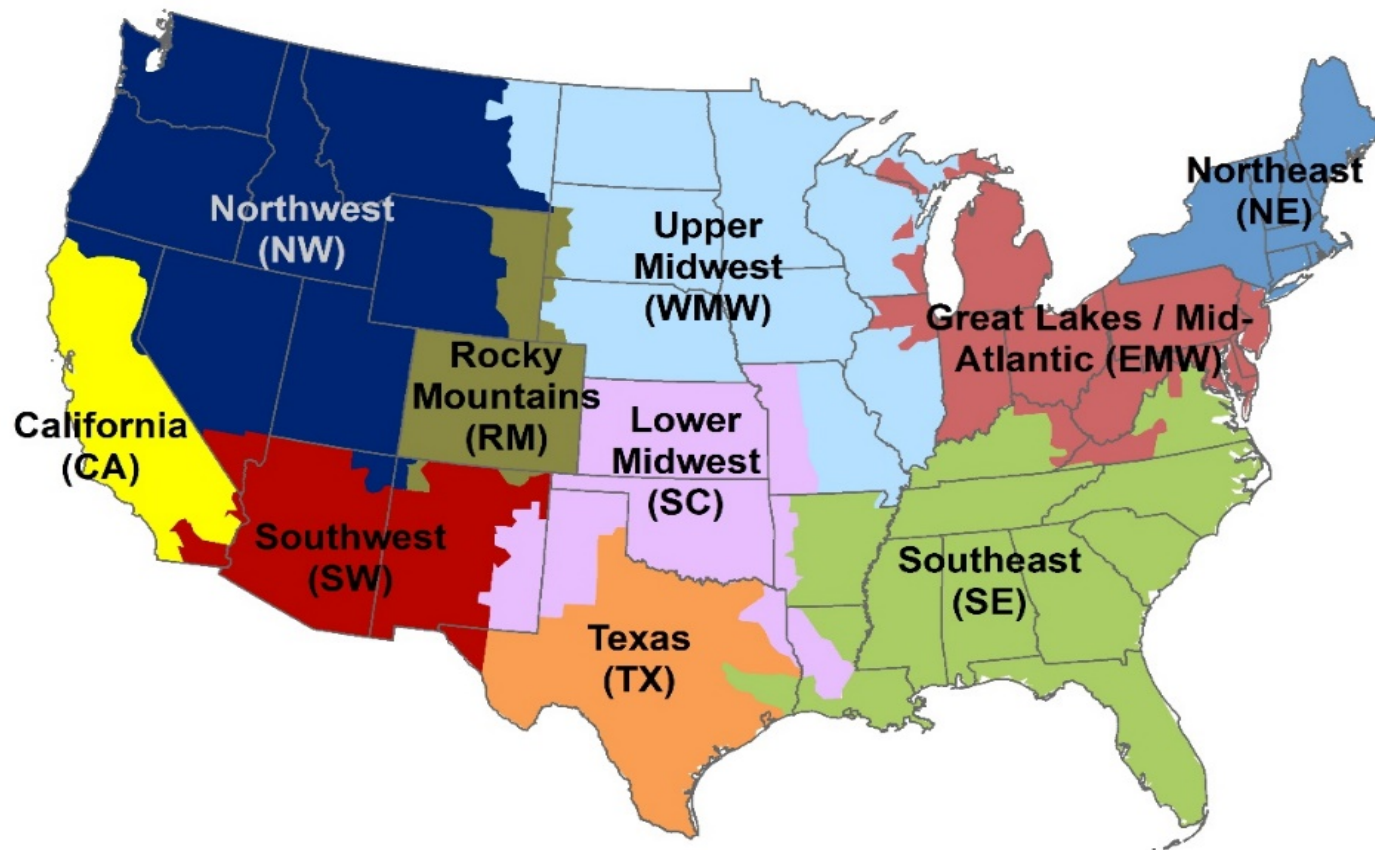 Northwest
(NW)
Upper
Midwest
(WMW)
Northeast
(NE)
Great Lakes / Mid-
Atlantic (EMW)
Rocky
Mountains
(RM)
California
(CA)
Lower
Midwest
(SC)
Southwest
(SW)
Southeast
(SE)
Texas
(TX)